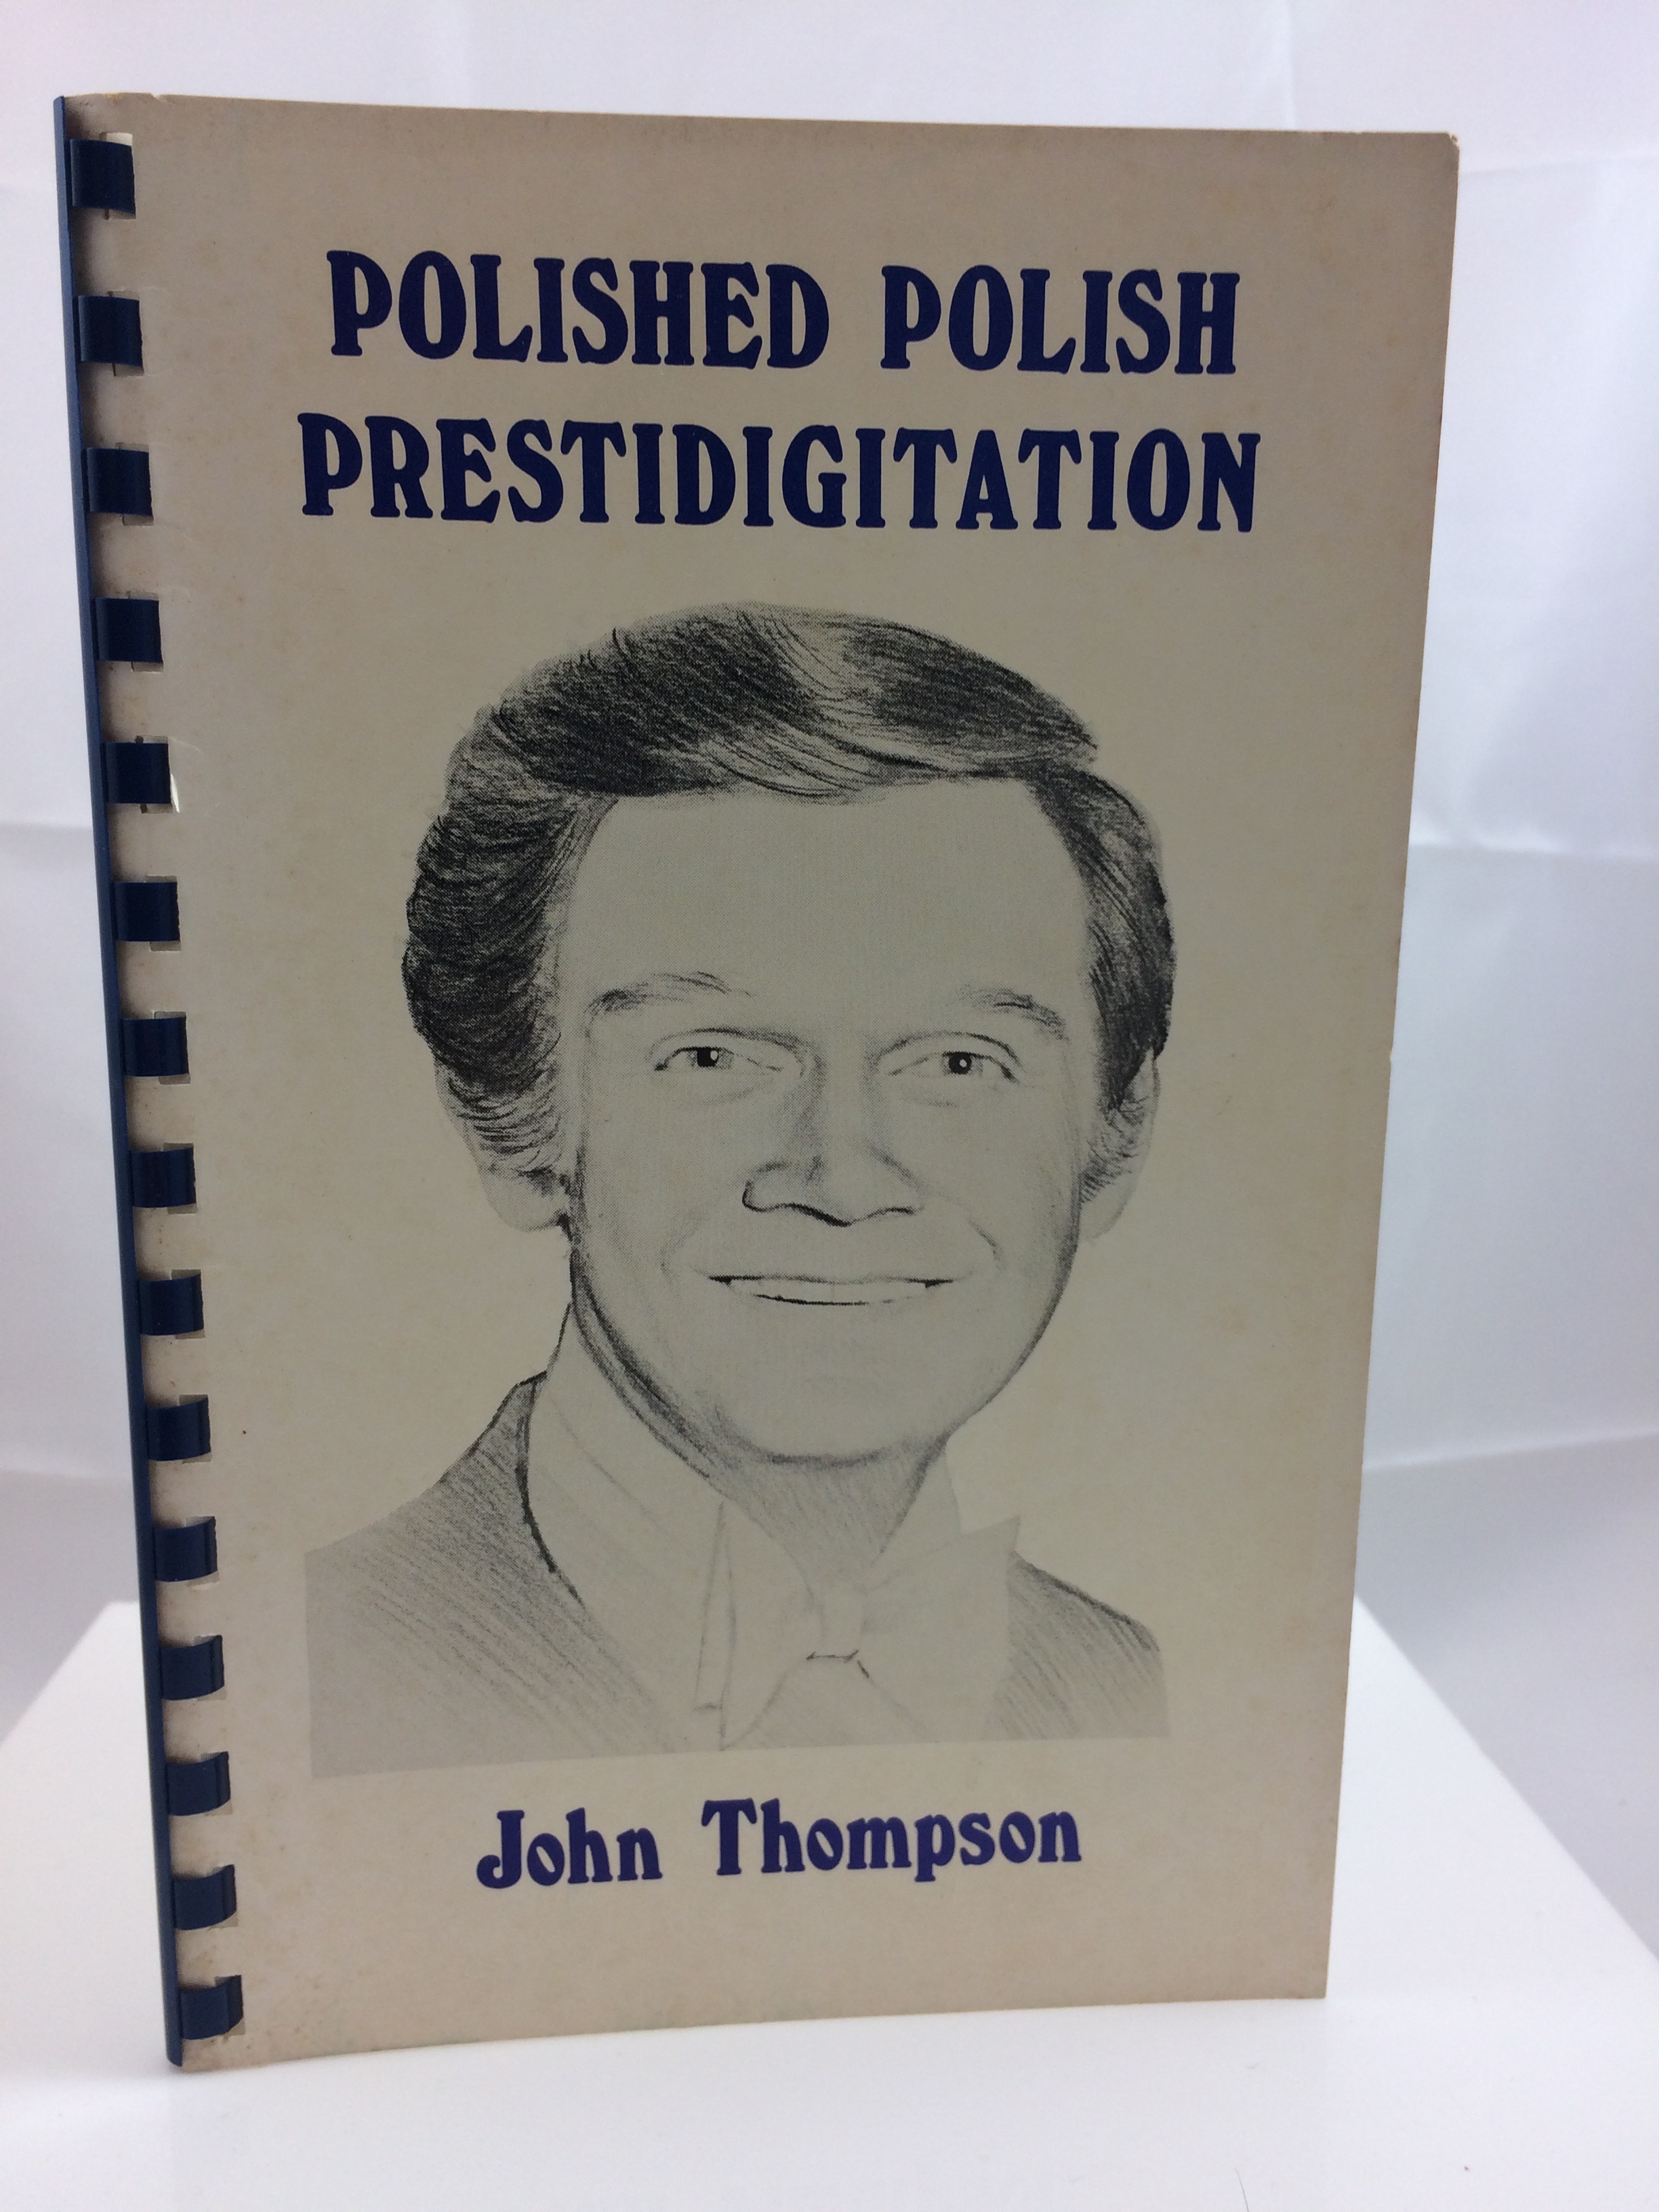 POLISHED POLISH
PRESTIDIGITATION
John Thompson